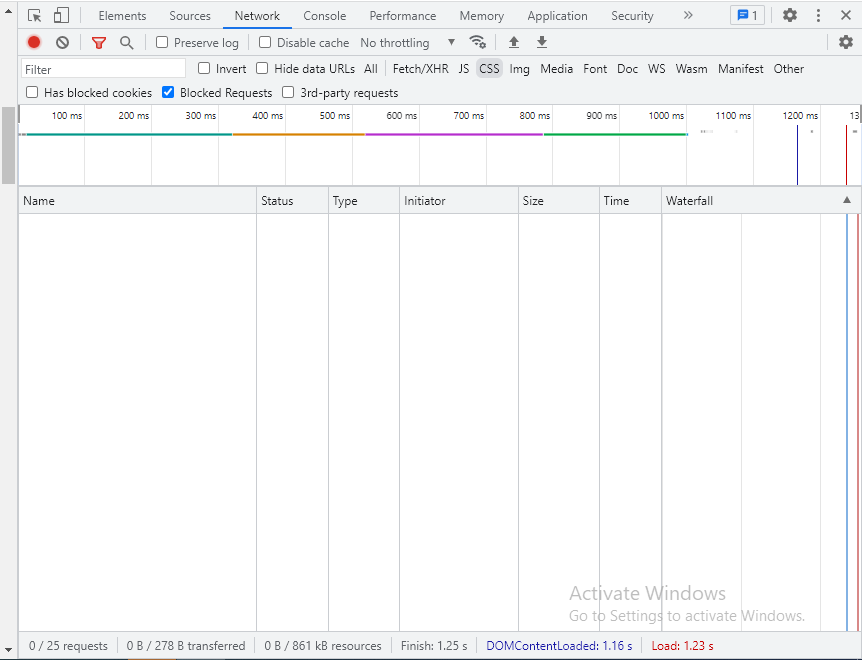 Elements Sources Network Console Performance Memory Application Security » 1
Preserve log Disable cache No throttling
Filter Invert Hide data URLs All Fetch/XHR JS CSS Img Media Font Doc WS Wasm Manifest Other
Has blocked cookies Blocked Requests 3rd-party requests
100 ms 200 ms 300 ms 400 ms 500 ms 600 ms 700 ms 800 ms 900 ms 1000 ms 1100 ms 1200 ms 13
Name Status Type Initiator Size Time Waterfall
Activate Windows
Go to Settings to activate Windows.
0 / 25 requests 0 B / 278 B transferred 0 B / 861 kB resources Finish: 1.25 s DOMContentLoaded: 1.16 s Load: 1.23 s